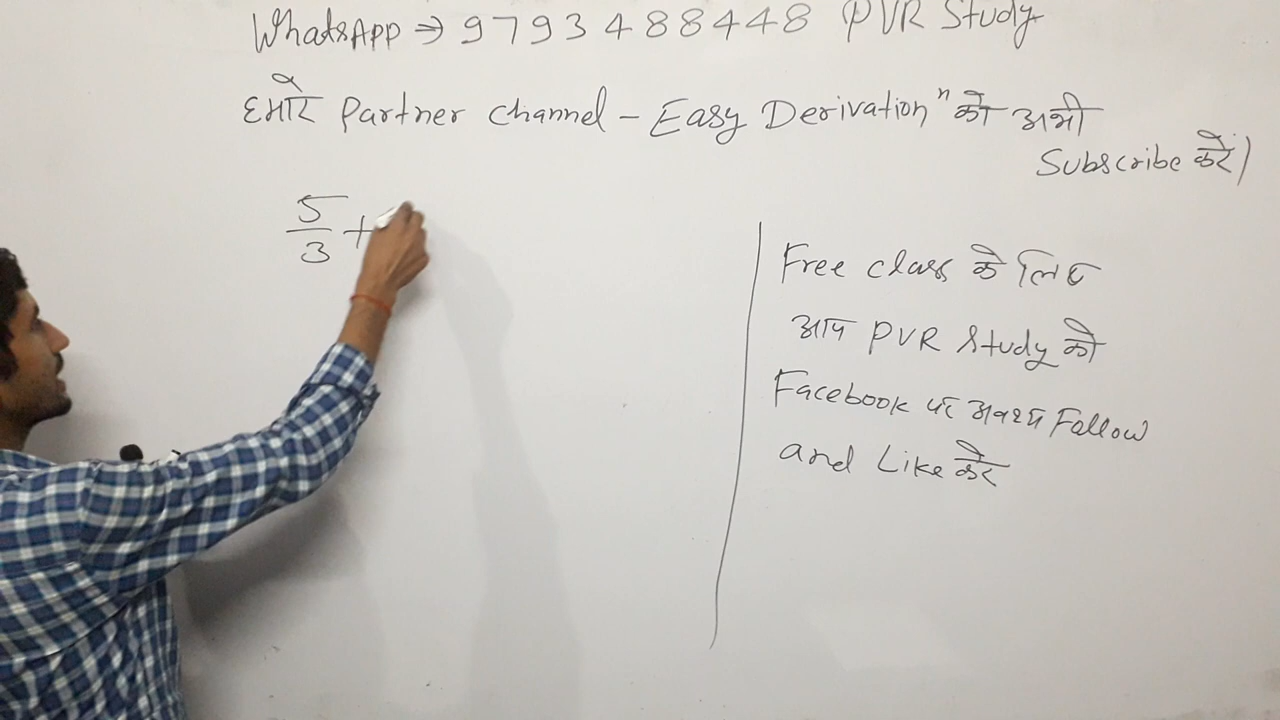 WhatsApp ⇒ 9793488448 PVR Study
हमारे Partner channel - Easy Derivationⁿ को अभी
Subscribe करें।
5/3 +
Free class के लिए
आप PVR Study को
Facebook पर अवश्य Follow
and Like करें